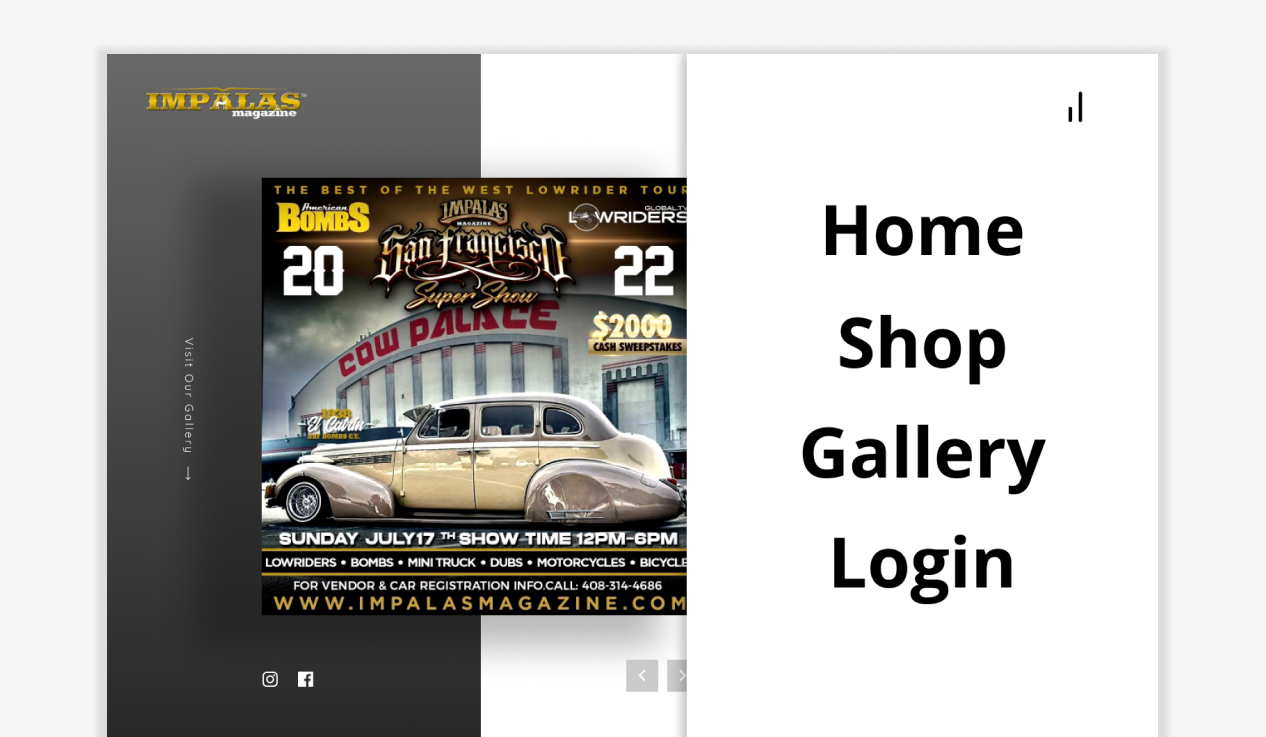 IMPALAS
magazine
THE BEST OF THE WEST LOWRIDER TOUR
American
BOMBS
IMPALAS
MAGAZINE
GLOBAL.TV
LOWRIDERS
20
San Francisco
22
Super Show
COW PALACE
$2000
CASH SWEEPSTAKES
1938
El Cabrón
SUNDAY JULY17 TH SHOW TIME 12PM-6PM
LOWRIDERS • BOMBS • MINI TRUCK • DUBS • MOTORCYCLES • BICYCLE
FOR VENDOR & CAR REGISTRATION INFO.CALL: 408-314-4686
WWW.IMPALASMAGAZINE.COM
Visit Our Gallery →
Home
Shop
Gallery
Login